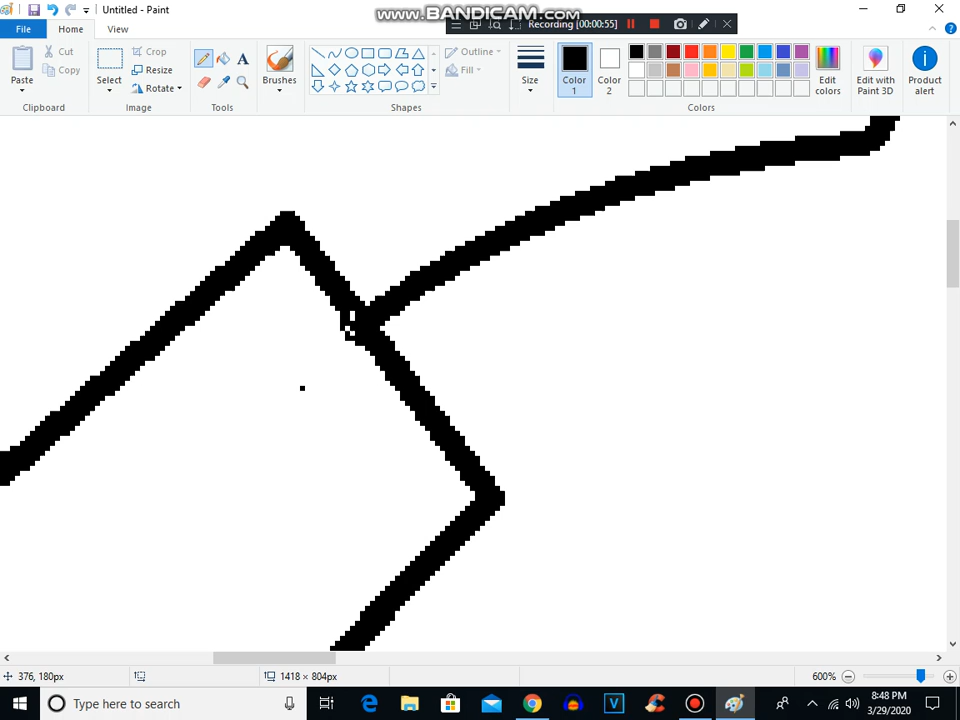 Untitled - Paint
www.BANDICAM.com
Recording [00:00:55]
File
Home
View
Paste
Cut
Copy
Clipboard
Select
Crop
Resize
Rotate
Image
A
Tools
Brushes
Outline
Fill
Shapes
Size
Color
1
Color
2
Edit
colors
Colors
Edit with
Paint 3D
Product
alert
376, 180px
1418 × 804px
600%
Type here to search
V
8:48 PM
3/29/2020